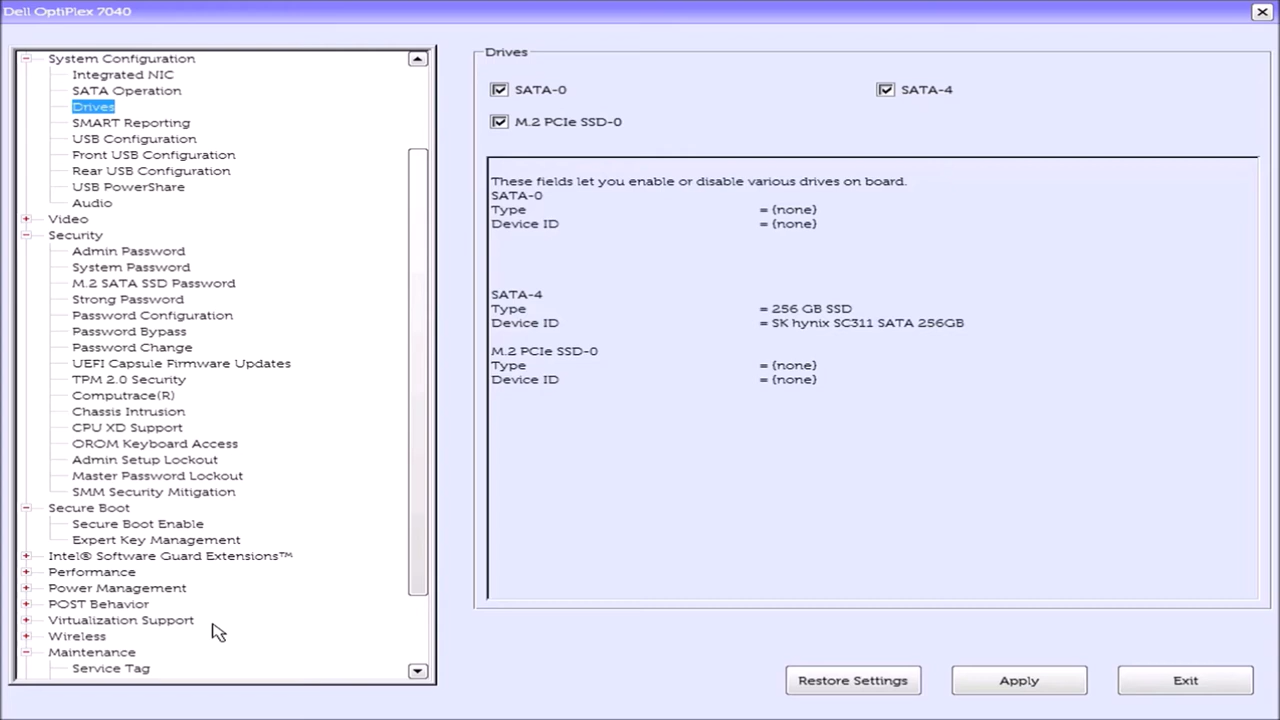 Dell OptiPlex 7040
System Configuration
Integrated NIC
SATA Operation
Drives
SMART Reporting
USB Configuration
Front USB Configuration
Rear USB Configuration
USB PowerShare
Audio
Video
Security
Admin Password
System Password
M.2 SATA SSD Password
Strong Password
Password Configuration
Password Bypass
Password Change
UEFI Capsule Firmware Updates
TPM 2.0 Security
Computrace(R)
Chassis Intrusion
CPU XD Support
OROM Keyboard Access
Admin Setup Lockout
Master Password Lockout
SMM Security Mitigation
Secure Boot
Secure Boot Enable
Expert Key Management
Intel® Software Guard Extensions™
Performance
Power Management
POST Behavior
Virtualization Support
Wireless
Maintenance
Service Tag
Drives
SATA-0 SATA-4
M.2 PCIe SSD-0
These fields let you enable or disable various drives on board.
SATA-0
Type = {none}
Device ID = {none}
SATA-4
Type = 256 GB SSD
Device ID = SK hynix SC311 SATA 256GB
M.2 PCIe SSD-0
Type = {none}
Device ID = {none}
Restore Settings Apply Exit